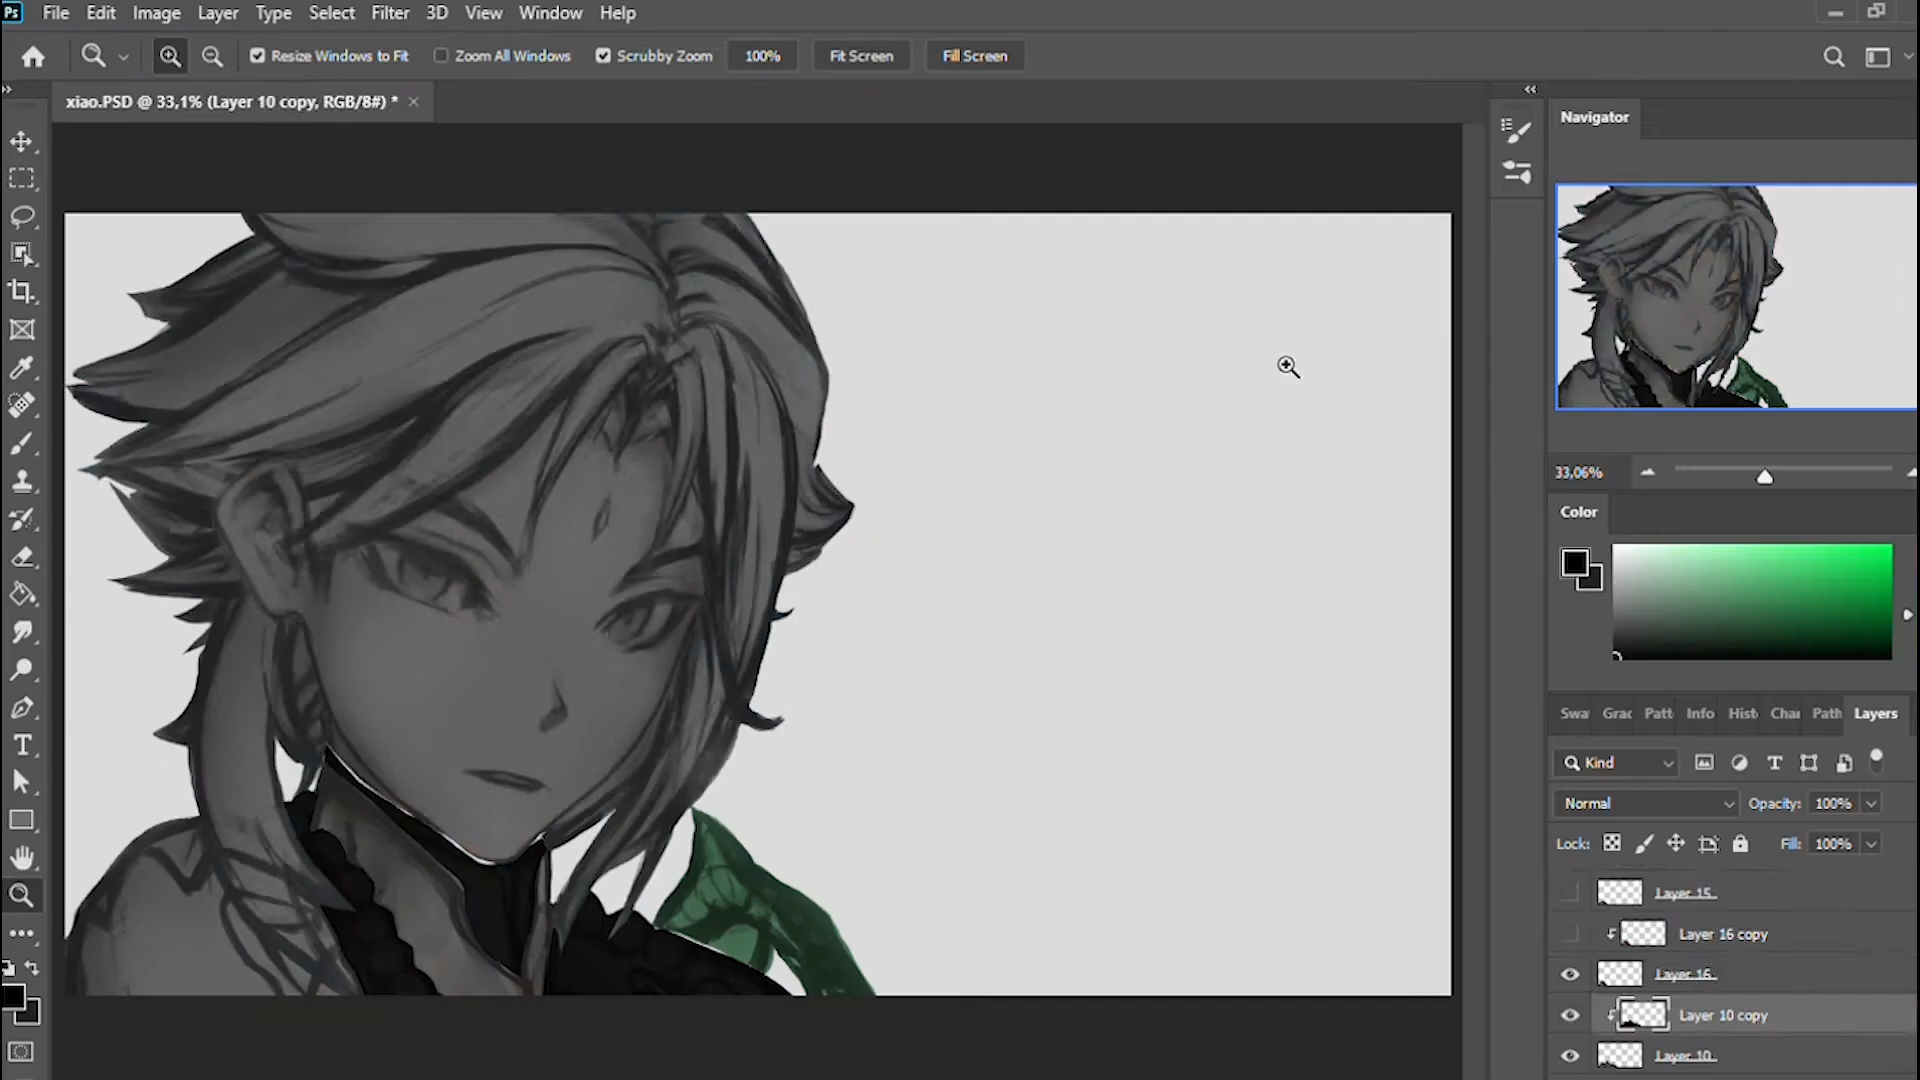 Ps File Edit Image Layer Type Select Filter 3D View Window Help
Resize Windows to Fit Zoom All Windows Scrubby Zoom 100% Fit Screen Fill Screen
xiao.PSD @ 33,1% (Layer 10 copy, RGB/8#) * ×
Navigator
33,06%
Color
Swa Grac Patt Info Hist Cha Path Layers
Kind
Normal Opacity: 100%
Lock: Fill: 100%
Layer 15
Layer 16 copy
Layer 16
Layer 10 copy
Layer 10